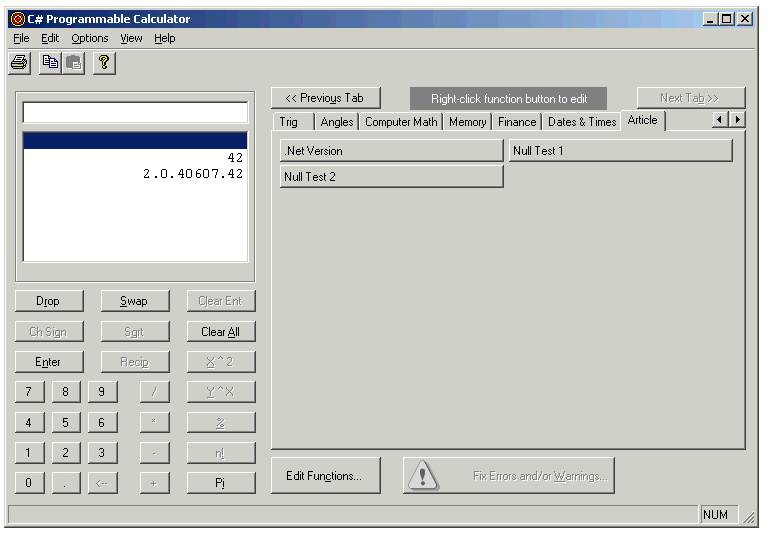 C# Programmable Calculator
File Edit Options View Help
<< Previous Tab Right-click function button to edit Next Tab >>
Trig Angles Computer Math Memory Finance Dates & Times Article
.Net Version Null Test 1
Null Test 2
42
2.0.40607.42
Drop Swap Clear Ent
Ch Sign Sqrt Clear All
Enter Recip X^2
7 8 9 / Y^X
4 5 6 * %
1 2 3 - n!
0 . <-- + Pi
Edit Functions... Fix Errors and/or Warnings...
NUM